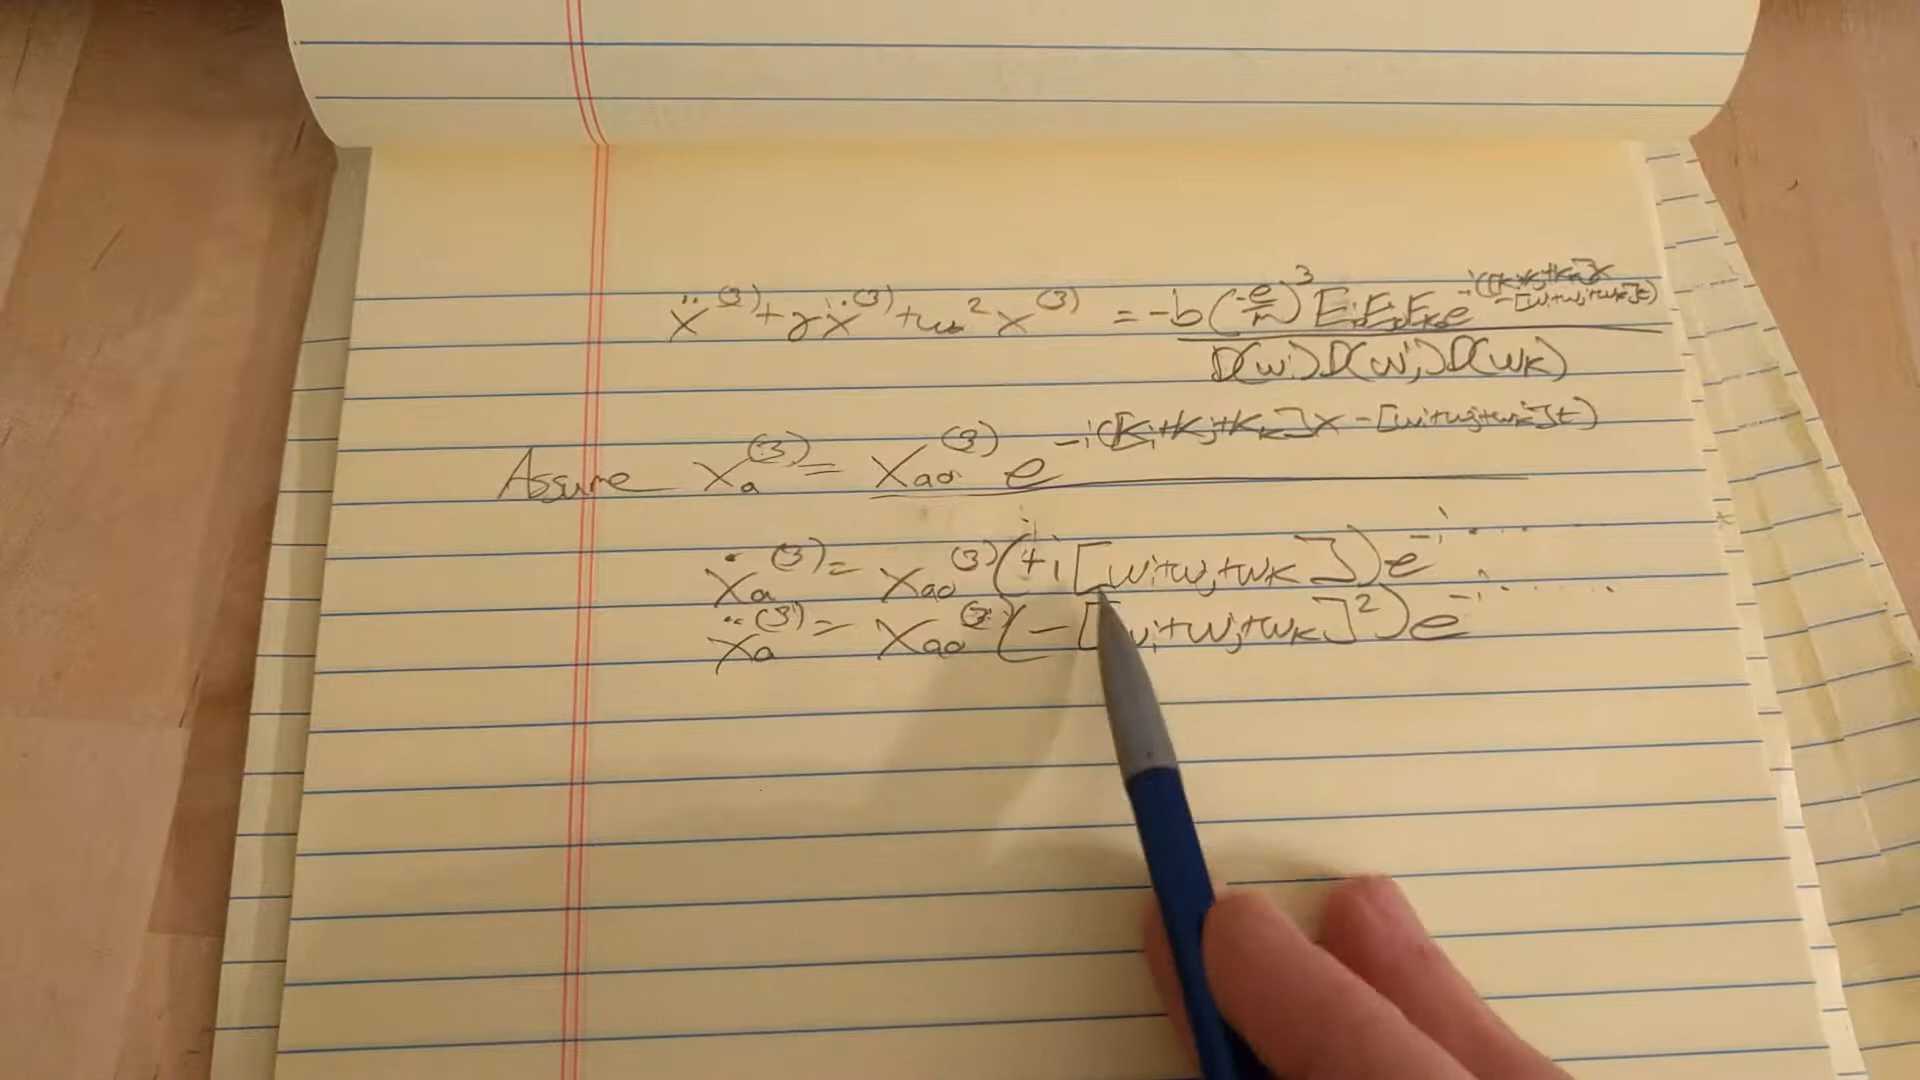 ẍ⁽³⁾ + γẋ⁽³⁾ + ω₀²x⁽³⁾ = -b(-e/m)³ EᵢEⱼEₖ e^{-i([kᵢ+kⱼ+kₖ]x - [ωᵢ+ωⱼ+ωₖ]t)}
D(ωᵢ)D(ωⱼ)D(ωₖ)
Assume xₐ⁽³⁾ = xₐ₀⁽³⁾ e^{-i([kᵢ+kⱼ+kₖ]x - [ωᵢ+ωⱼ+ωₖ]t)}
ẋₐ⁽³⁾ = xₐ₀⁽³⁾(+i[ωᵢ+ωⱼ+ωₖ])e^{-i.....}
ẍₐ⁽³⁾ = xₐ₀⁽³⁾(-[ωᵢ+ωⱼ+ωₖ]²)e^{-i.....}